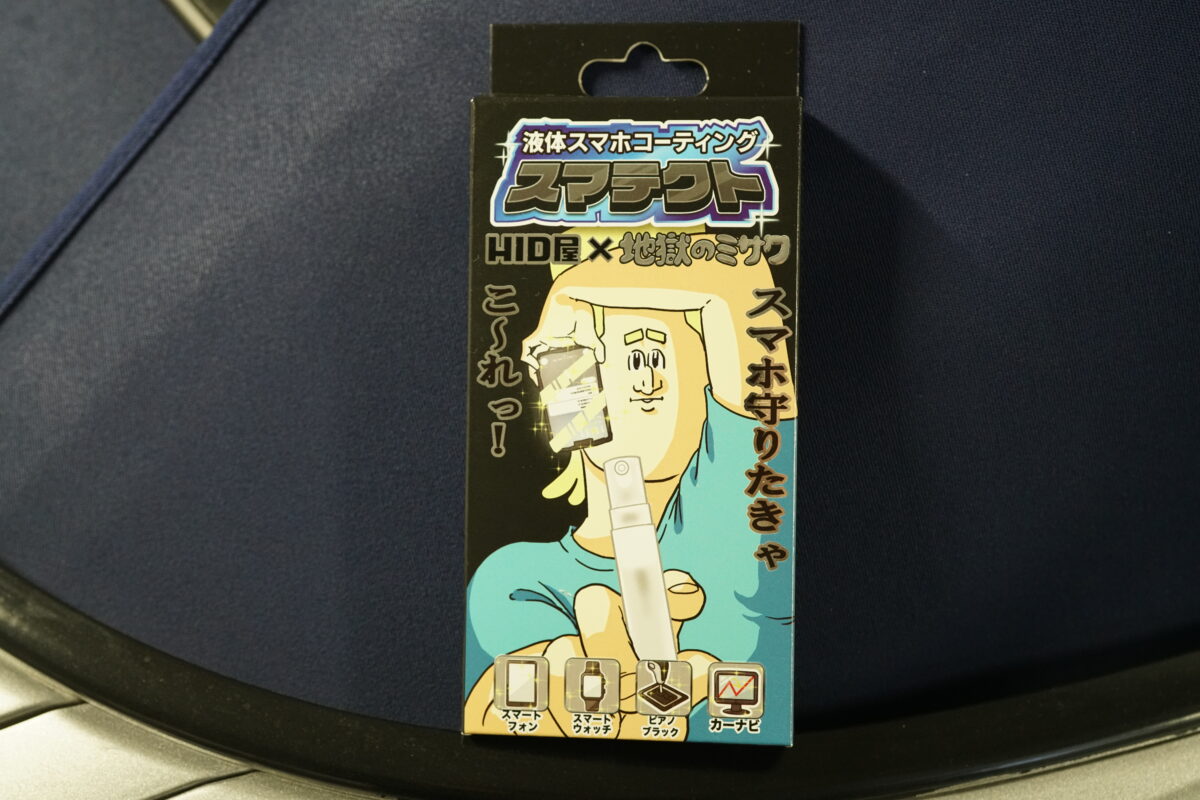 液体スマホコーティング
スマテクト
HID屋×地獄のミサワ
スマホ守りたきゃ
こ〜れっ!
スマート
フォン
スマート
ウォッチ
ピアノ
ブラック
カーナビ